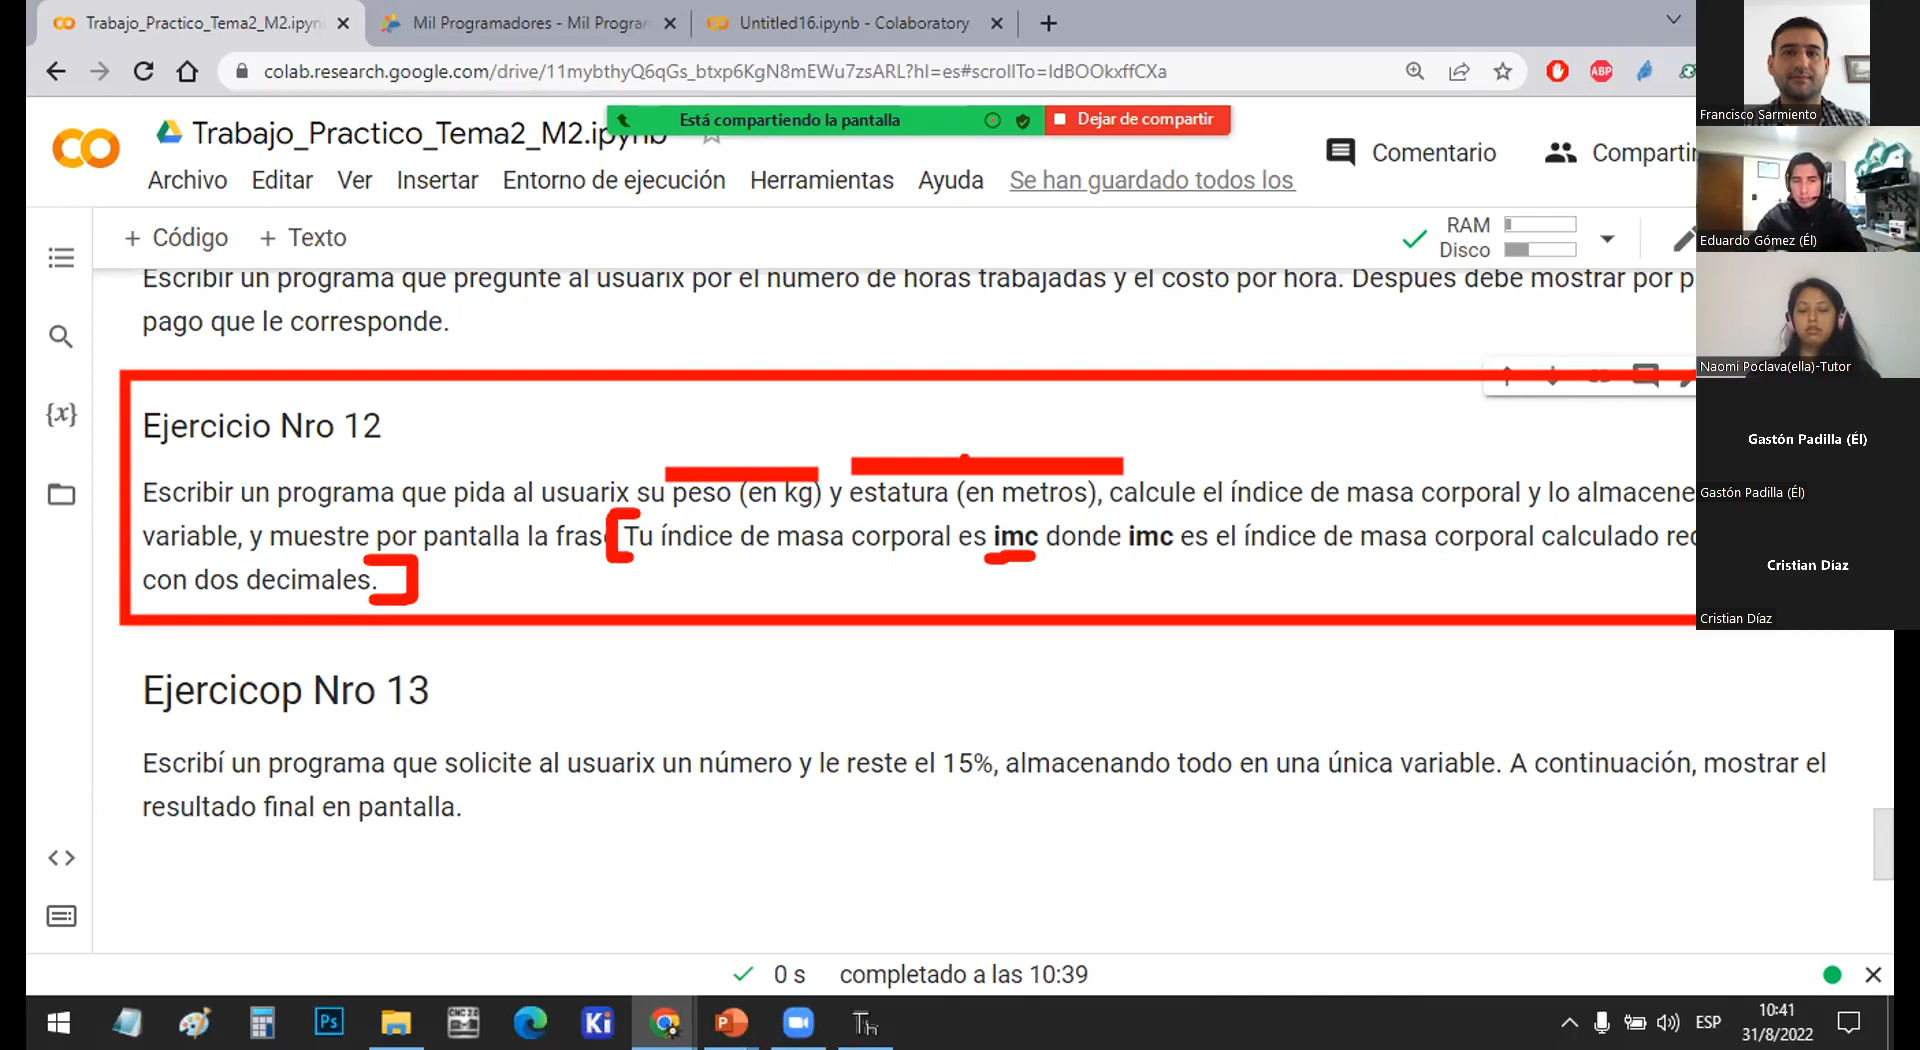 Trabajo_Practico_Tema2_M2.ipyn
Mil Programadores - Mil Progra
Untitled16.ipynb - Colaboratory
colab.research.google.com/drive/11mybthyQ6qGs_btxp6KgN8mEWu7zsARL?hl=es#scrollTo=IdBOOkxffCXa
ABP
Está compartiendo la pantalla
Dejar de compartir
Trabajo_Practico_Tema2_M2.ipynb
Comentario
Compartir
Archivo Editar Ver Insertar Entorno de ejecución Herramientas Ayuda Se han guardado todos los
+ Código + Texto
RAM
Disco
Escribir un programa que pregunte al usuarix por el numero de horas trabajadas y el costo por hora. Despues debe mostrar por p
pago que le corresponde.
Ejercicio Nro 12
Escribir un programa que pida al usuarix su peso (en kg) y estatura (en metros), calcule el índice de masa corporal y lo almacene
variable, y muestre por pantalla la fras Tu índice de masa corporal es imc donde imc es el índice de masa corporal calculado re
con dos decimales.
Ejercicop Nro 13
Escribí un programa que solicite al usuarix un número y le reste el 15%, almacenando todo en una única variable. A continuación, mostrar el
resultado final en pantalla.
0 s completado a las 10:39
Francisco Sarmiento
Eduardo Gómez (Él)
Naomi Poclava(ella)-Tutor
Gastón Padilla (Él)
Gastón Padilla (Él)
Cristian Díaz
Cristian Díaz
Ps
CNC 2.0
Ki
Th
ESP
10:41
31/8/2022